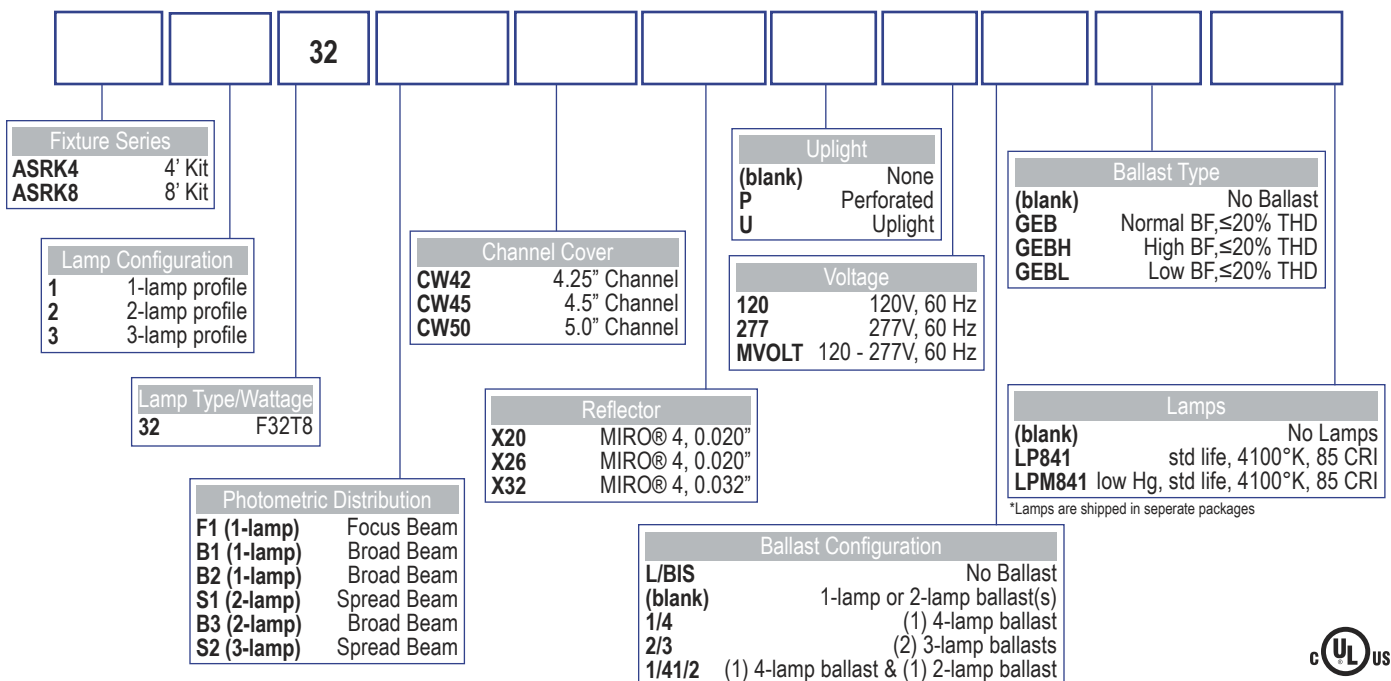 32
Fixture Series
ASRK4 4’ Kit
ASRK8 8’ Kit
Lamp Configuration
1 1-lamp profile
2 2-lamp profile
3 3-lamp profile
Lamp Type/Wattage
32 F32T8
Photometric Distribution
F1 (1-lamp) Focus Beam
B1 (1-lamp) Broad Beam
B2 (1-lamp) Broad Beam
S1 (2-lamp) Spread Beam
B3 (2-lamp) Broad Beam
S2 (3-lamp) Spread Beam
Channel Cover
CW42 4.25” Channel
CW45 4.5” Channel
CW50 5.0” Channel
Reflector
X20 MIRO® 4, 0.020”
X26 MIRO® 4, 0.020”
X32 MIRO® 4, 0.032”
Uplight
(blank) None
P Perforated
U Uplight
Voltage
120 120V, 60 Hz
277 277V, 60 Hz
MVOLT 120 - 277V, 60 Hz
Ballast Configuration
L/BIS No Ballast
(blank) 1-lamp or 2-lamp ballast(s)
1/4 (1) 4-lamp ballast
2/3 (2) 3-lamp ballasts
1/41/2 (1) 4-lamp ballast & (1) 2-lamp ballast
Ballast Type
(blank) No Ballast
GEB Normal BF,≤20% THD
GEBH High BF,≤20% THD
GEBL Low BF,≤20% THD
Lamps
(blank) No Lamps
LP841 std life, 4100°K, 85 CRI
LPM841 low Hg, std life, 4100°K, 85 CRI
*Lamps are shipped in seperate packages
c UL ® US